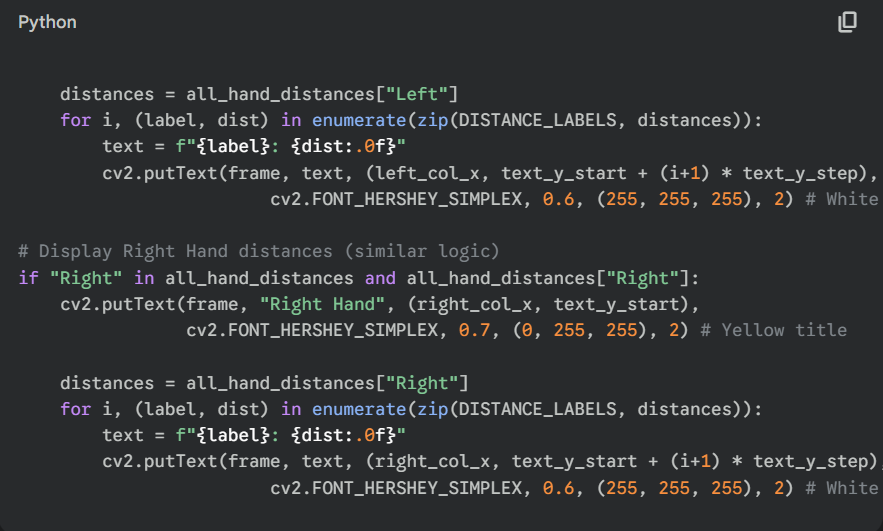 Python
    distances = all_hand_distances["Left"]
    for i, (label, dist) in enumerate(zip(DISTANCE_LABELS, distances)):
        text = f"{label}: {dist:.0f}"
        cv2.putText(frame, text, (left_col_x, text_y_start + (i+1) * text_y_step),
                        cv2.FONT_HERSHEY_SIMPLEX, 0.6, (255, 255, 255), 2) # White
# Display Right Hand distances (similar logic)
if "Right" in all_hand_distances and all_hand_distances["Right"]:
    cv2.putText(frame, "Right Hand", (right_col_x, text_y_start),
                cv2.FONT_HERSHEY_SIMPLEX, 0.7, (0, 255, 255), 2) # Yellow title
    distances = all_hand_distances["Right"]
    for i, (label, dist) in enumerate(zip(DISTANCE_LABELS, distances)):
        text = f"{label}: {dist:.0f}"
        cv2.putText(frame, text, (right_col_x, text_y_start + (i+1) * text_y_step),
                        cv2.FONT_HERSHEY_SIMPLEX, 0.6, (255, 255, 255), 2) # White